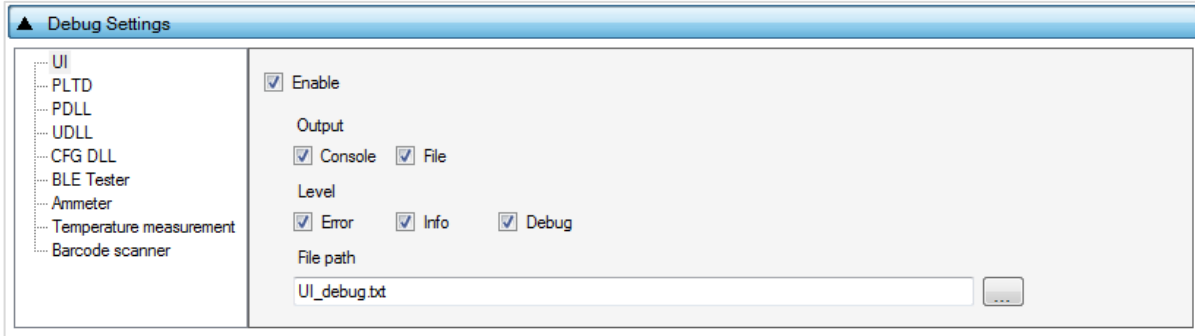 Debug Settings
UI
PLTD
PDLL
UDLL
CFG DLL
BLE Tester
Ammeter
Temperature measurement
Barcode scanner
Enable
Output
Console File
Level
Error Info Debug
File path
UI_debug.txt ...